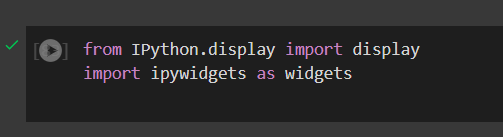 from IPython.display import display
import ipywidgets as widgets